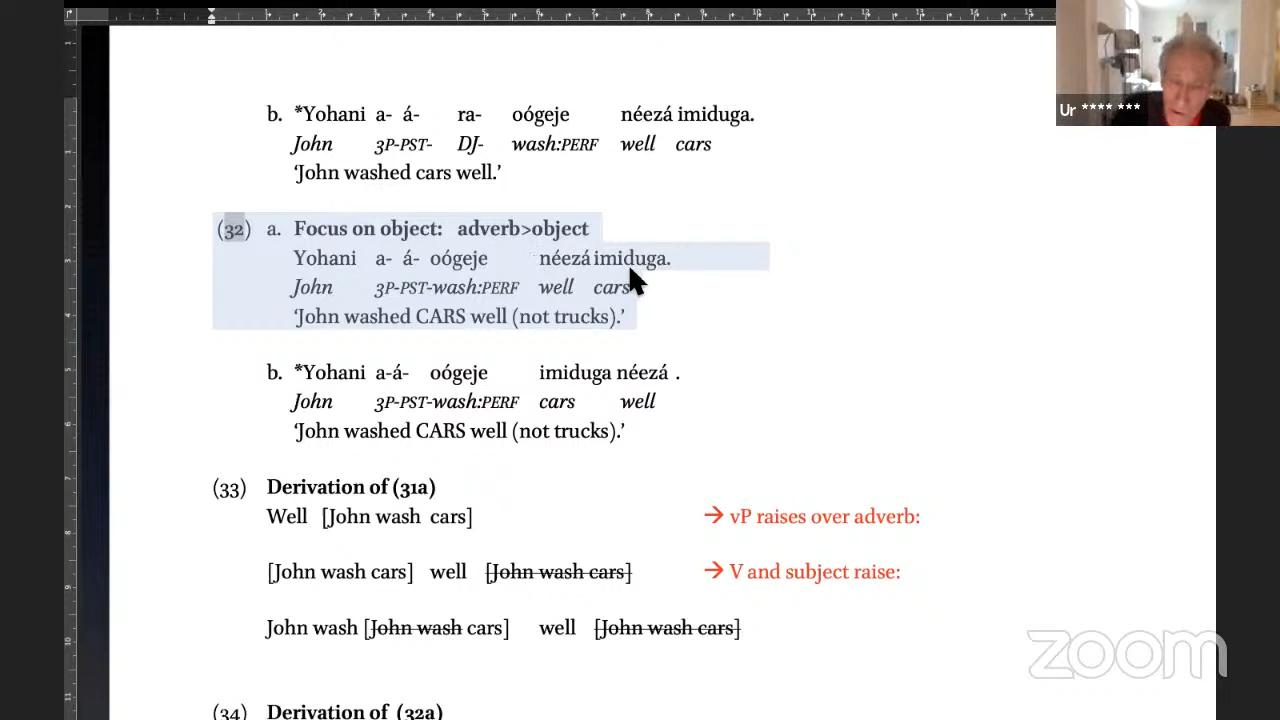 b. *Yohani a- á- ra- oógeje néezá imiduga.
John 3P-PST- DJ- wash:PERF well cars
‘John washed cars well.’
(32) a. Focus on object: adverb>object
Yohani a- á- oógeje néezá imiduga.
John 3P-PST-wash:PERF well cars
‘John washed CARS well (not trucks).’
b. *Yohani a-á- oógeje imiduga néezá .
John 3P-PST-wash:PERF cars well
‘John washed CARS well (not trucks).’
(33) Derivation of (31a)
Well [John wash cars] → vP raises over adverb:
[John wash cars] well [John wash cars] → V and subject raise:
John wash [John wash cars] well [John wash cars]
(34) Derivation of (32a)
Ur **** ***
zoom